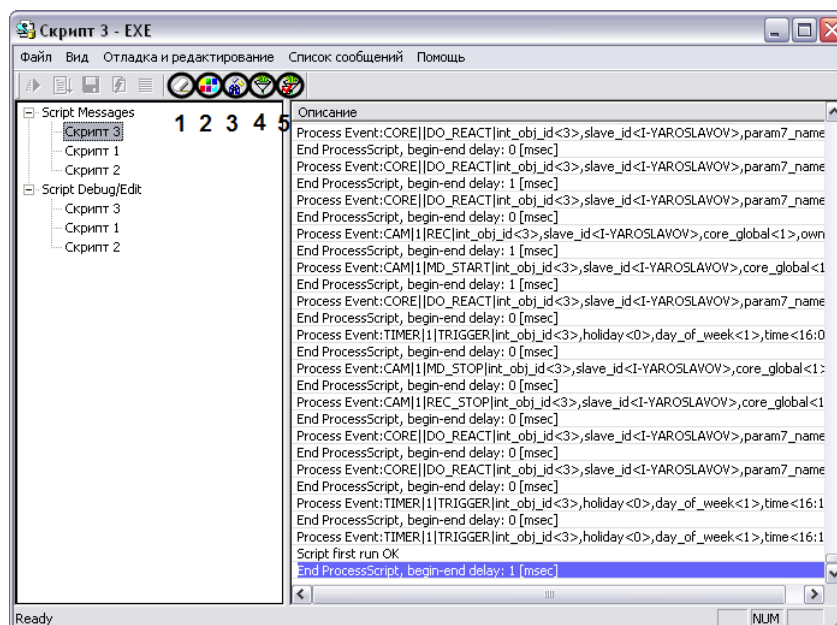 Скрипт 3 - EXE
Файл Вид Отладка и редактирование Список сообщений Помощь
1 2 3 4 5
Script Messages
Скрипт 3
Скрипт 1
Скрипт 2
Script Debug/Edit
Скрипт 3
Скрипт 1
Скрипт 2
Описание
Process Event:CORE||DO_REACT|int_obj_id<3>,slave_id<I-YAROSLAVOV>,param7_name
End ProcessScript, begin-end delay: 0 [msec]
Process Event:CORE||DO_REACT|int_obj_id<3>,slave_id<I-YAROSLAVOV>,param7_name
End ProcessScript, begin-end delay: 1 [msec]
Process Event:CORE||DO_REACT|int_obj_id<3>,slave_id<I-YAROSLAVOV>,param7_name
End ProcessScript, begin-end delay: 0 [msec]
Process Event:CAM|1|REC|int_obj_id<3>,slave_id<I-YAROSLAVOV>,core_global<1>,own
End ProcessScript, begin-end delay: 1 [msec]
Process Event:CAM|1|MD_START|int_obj_id<3>,slave_id<I-YAROSLAVOV>,core_global<1
End ProcessScript, begin-end delay: 1 [msec]
Process Event:CORE||DO_REACT|int_obj_id<3>,slave_id<I-YAROSLAVOV>,param7_name
End ProcessScript, begin-end delay: 0 [msec]
Process Event:TIMER|1|TRIGGER|int_obj_id<3>,holiday<0>,day_of_week<1>,time<16:0
End ProcessScript, begin-end delay: 0 [msec]
Process Event:CAM|1|MD_STOP|int_obj_id<3>,slave_id<I-YAROSLAVOV>,core_global<1>
End ProcessScript, begin-end delay: 0 [msec]
Process Event:CAM|1|REC_STOP|int_obj_id<3>,slave_id<I-YAROSLAVOV>,core_global<1
End ProcessScript, begin-end delay: 0 [msec]
Process Event:CORE||DO_REACT|int_obj_id<3>,slave_id<I-YAROSLAVOV>,param7_name
End ProcessScript, begin-end delay: 0 [msec]
Process Event:CORE||DO_REACT|int_obj_id<3>,slave_id<I-YAROSLAVOV>,param7_name
End ProcessScript, begin-end delay: 0 [msec]
Process Event:TIMER|1|TRIGGER|int_obj_id<3>,holiday<0>,day_of_week<1>,time<16:1
End ProcessScript, begin-end delay: 0 [msec]
Process Event:TIMER|1|TRIGGER|int_obj_id<3>,holiday<0>,day_of_week<1>,time<16:1
Script first run OK
End ProcessScript, begin-end delay: 1 [msec]
Ready
NUM